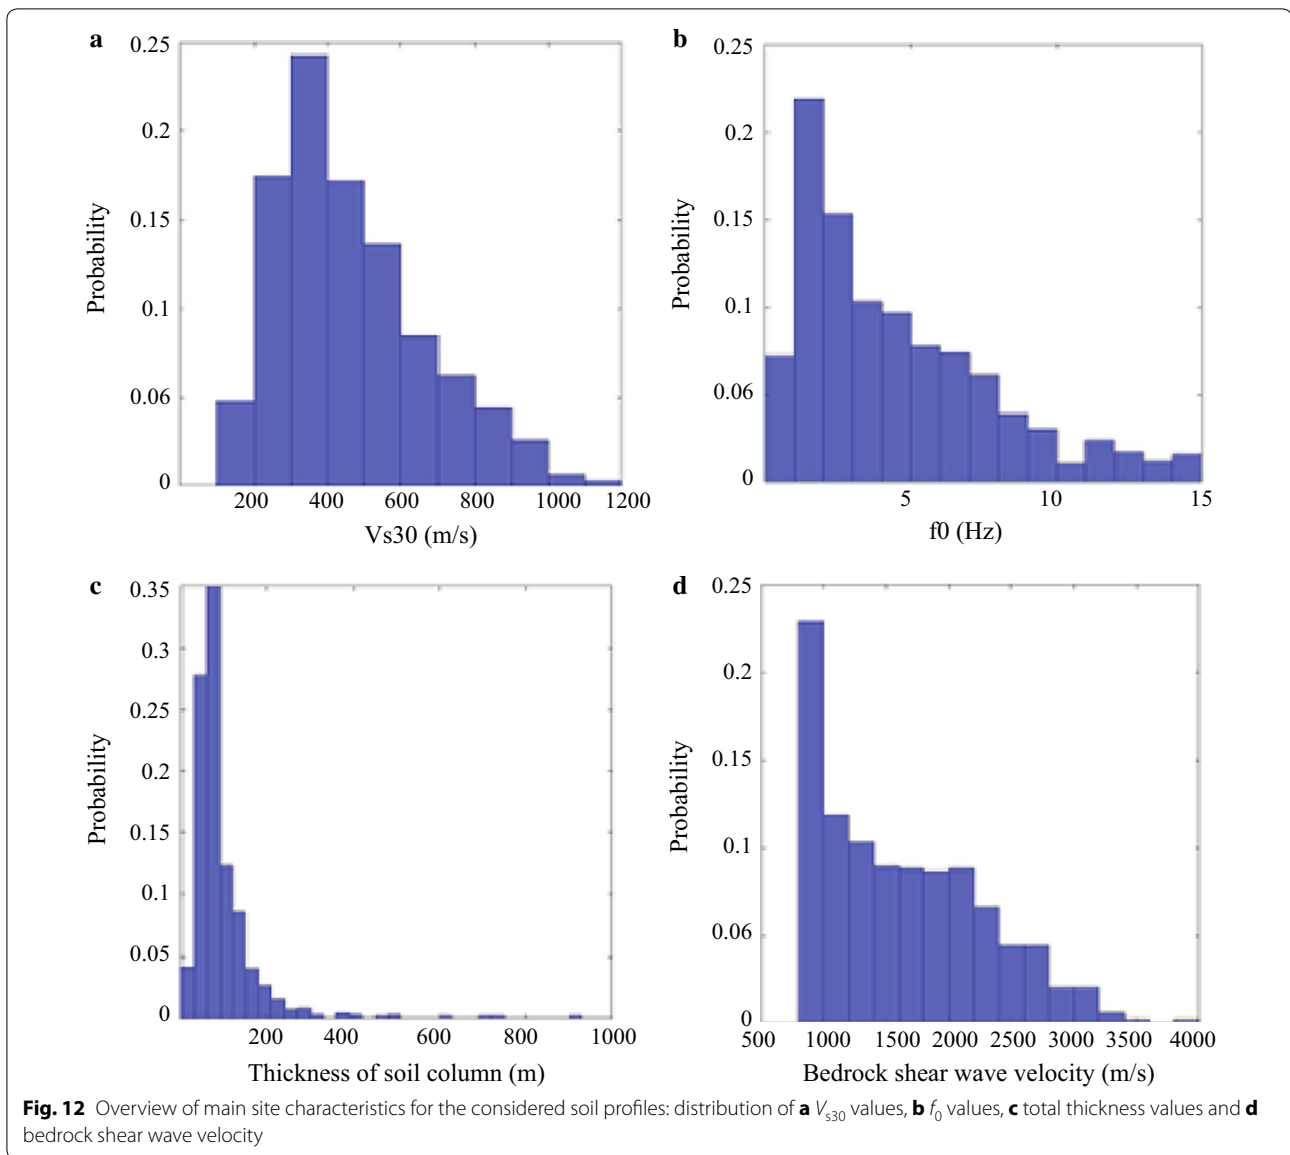 a
0.25
0.2
0.15
0.1
0.06
0
Probability
200 400 600 800 1000 1200
Vs30 (m/s)
b
0.25
0.2
0.15
0.1
0.06
0
Probability
5 10 15
f0 (Hz)
c
0.35
0.3
0.25
0.2
0.15
0.1
0.05
0
Probability
200 400 600 800 1000
Thickness of soil column (m)
d
0.25
0.2
0.15
0.1
0.06
0
Probability
500 1000 1500 2000 2500 3000 3500 4000
Bedrock shear wave velocity (m/s)
Fig. 12 Overview of main site characteristics for the considered soil profiles: distribution of a Vs30 values, b f0 values, c total thickness values and d
bedrock shear wave velocity